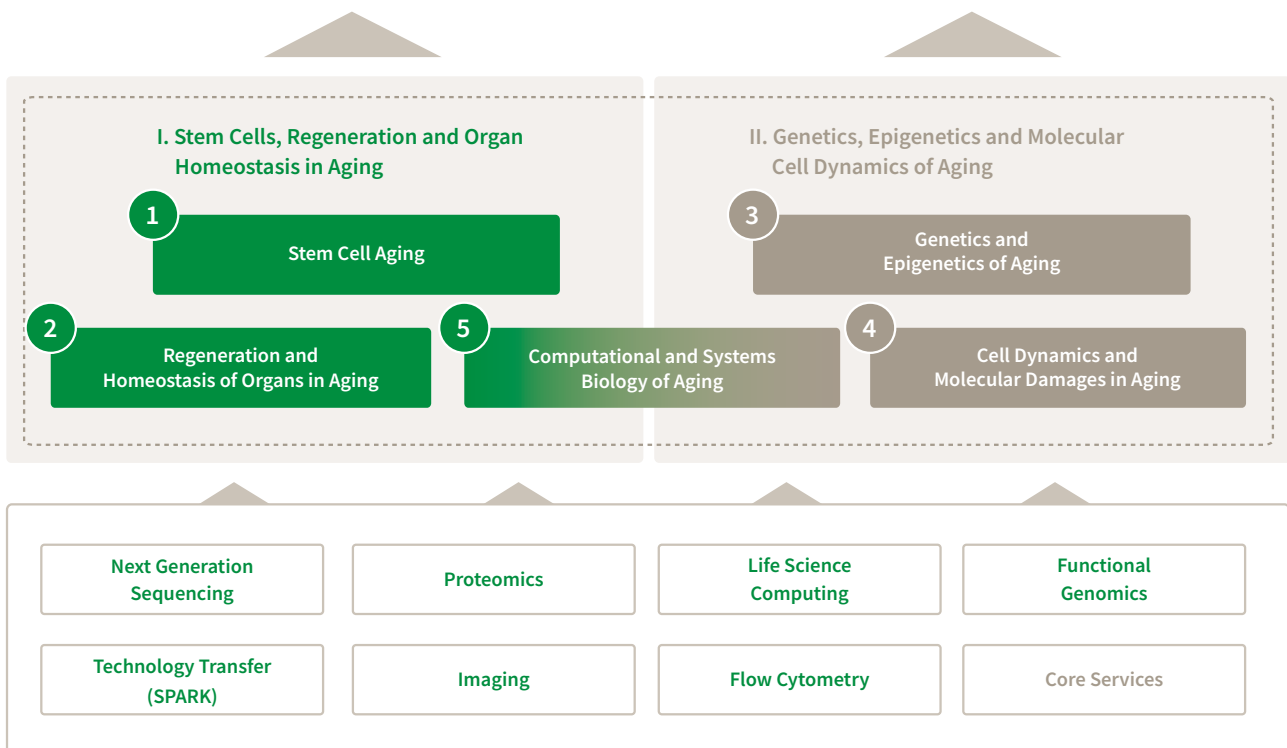 I. Stem Cells, Regeneration and Organ
Homeostasis in Aging
II. Genetics, Epigenetics and Molecular
Cell Dynamics of Aging
1
Stem Cell Aging
3
Genetics and
Epigenetics of Aging
2
Regeneration and
Homeostasis of Organs in Aging
5
Computational and Systems
Biology of Aging
4
Cell Dynamics and
Molecular Damages in Aging
Next Generation
Sequencing
Proteomics
Life Science
Computing
Functional
Genomics
Technology Transfer
(SPARK)
Imaging
Flow Cytometry
Core Services